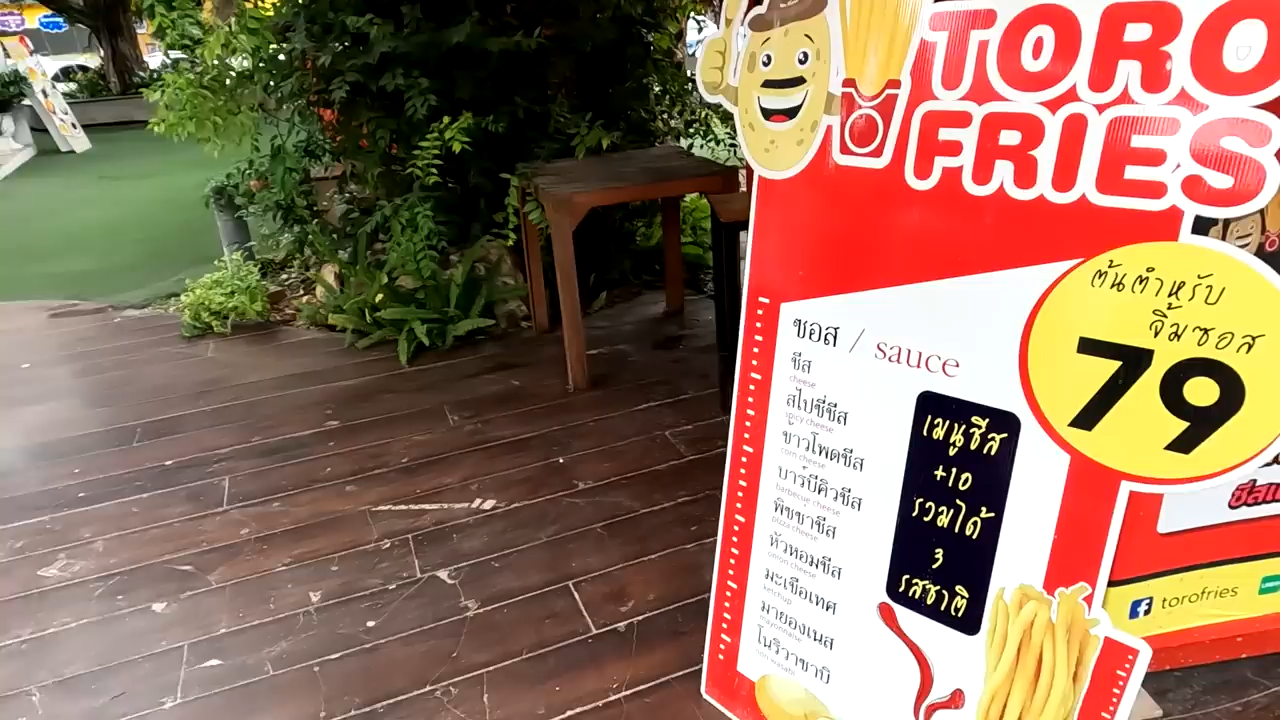 TORO
FRIES
ต้นตำหรับ
จิ้มซอส
79
ซอส / sauce
ชีส
cheese
สไปซี่ชีส
spicy cheese
ข้าวโพดชีส
corn cheese
บาร์บีคิวชีส
barbecue cheese
พิซซ่าชีส
pizza cheese
หัวหอมชีส
onion cheese
มะเขือเทศ
ketchup
มายองเนส
mayonnaise
โนริวาซาบิ
nori wasabi
เมนูชีส
+10
รวมได้
3
รสชาติ
torofries